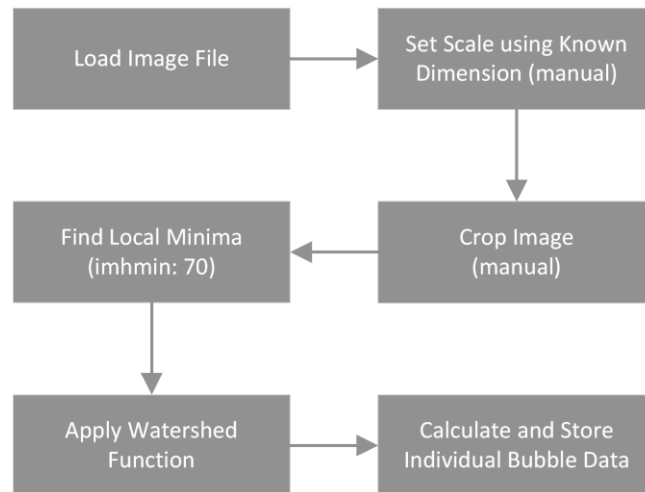 Load Image File
Set Scale using Known
Dimension (manual)
Crop Image
(manual)
Find Local Minima
(imhmin: 70)
Apply Watershed
Function
Calculate and Store
Individual Bubble Data